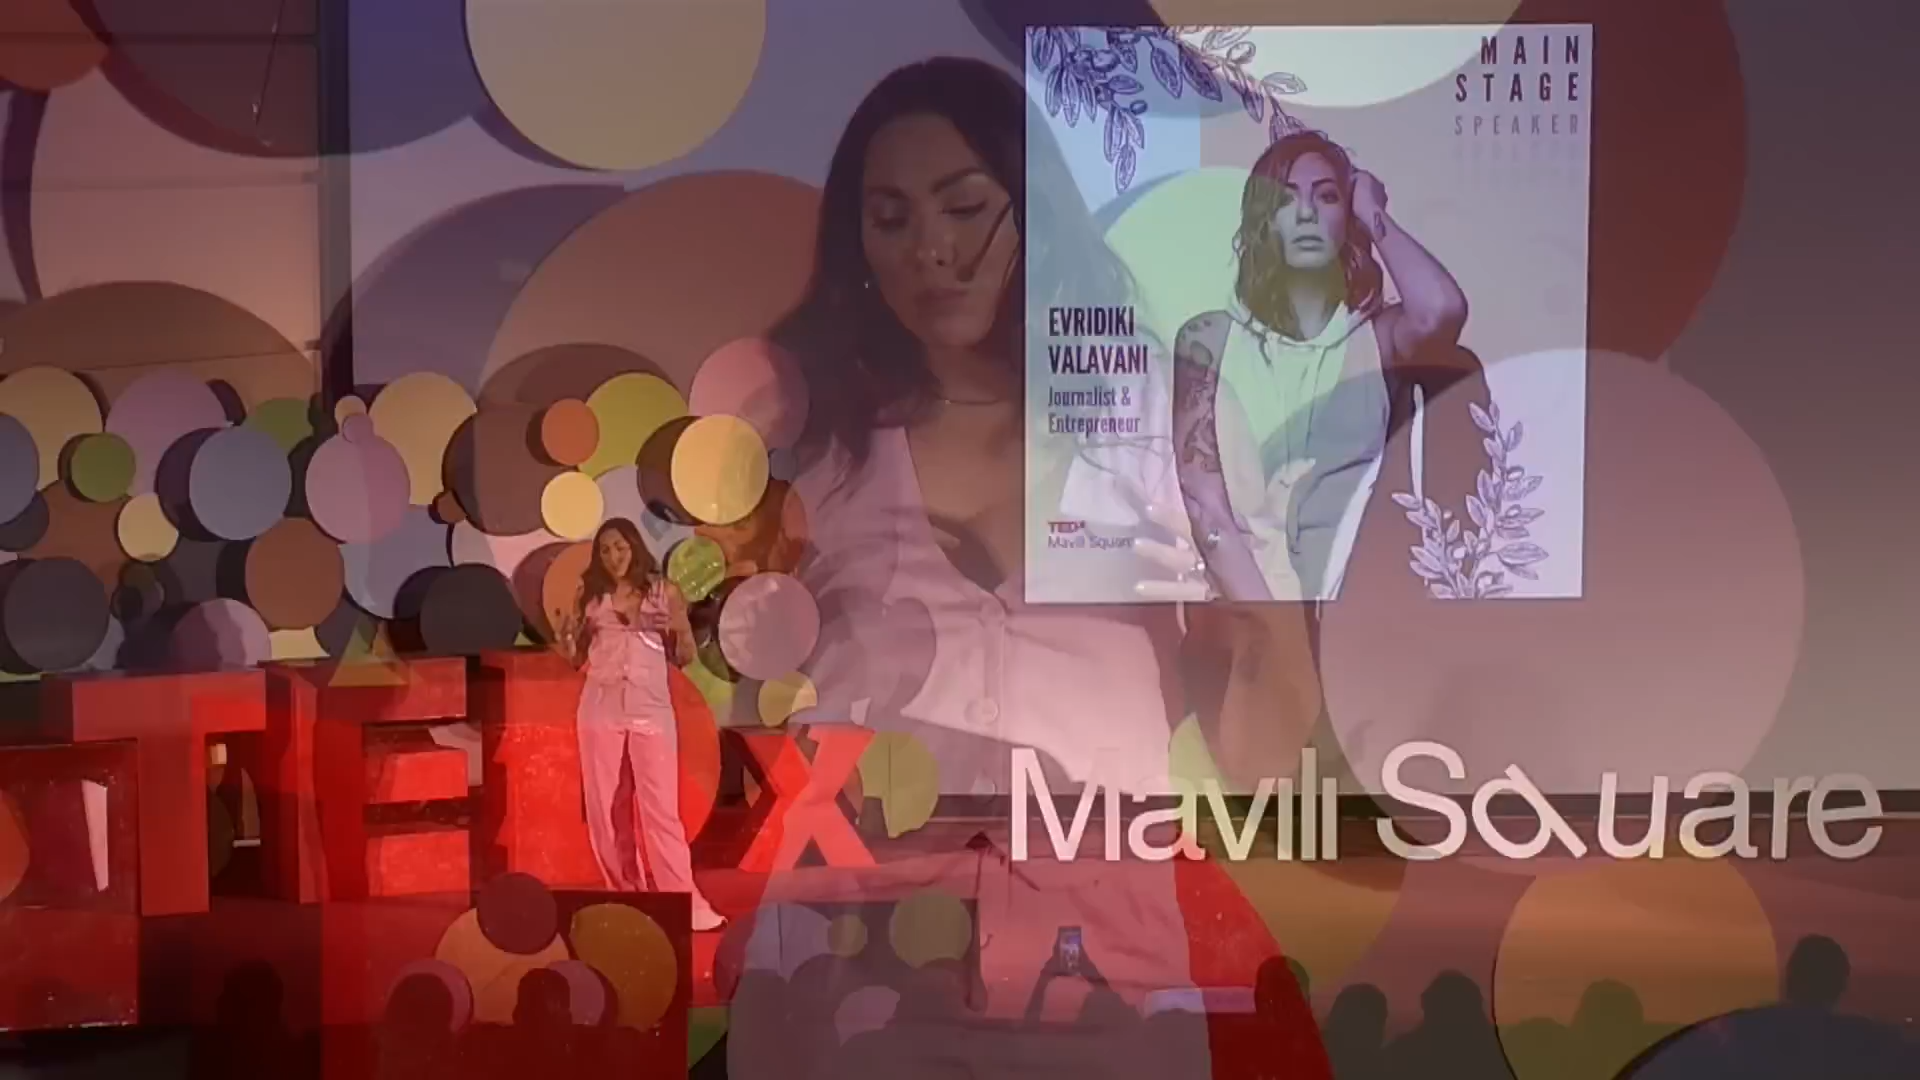 MAIN
STAGE
SPEAKER
EVRIDIKI
VALAVANI
Journalist &
Entrepreneur
TEDx
Mavili Square
TEDx
Mavili Square